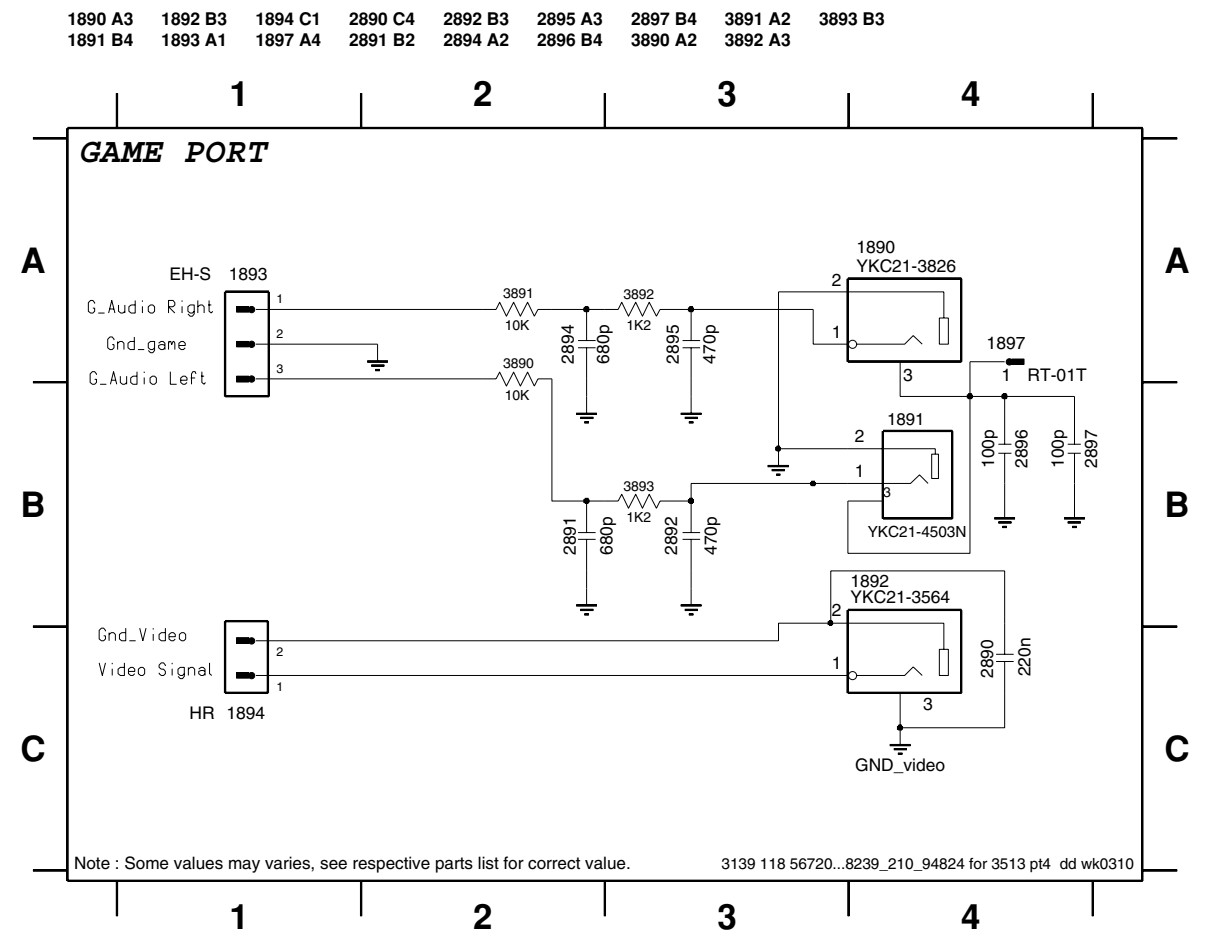 1890 A3 1892 B3 1894 C1 2890 C4 2892 B3 2895 A3 2897 B4 3891 A2 3893 B3
1891 B4 1893 A1 1897 A4 2891 B2 2894 A2 2896 B4 3890 A2 3892 A3
1 2 3 4
GAME PORT
A A
1890
YKC21-3826
EH-S 1893
2
3891 3892
G_Audio Right 1
10K 1K2
2894 680p 2895 470p
1
Gnd_game 2
1897
3890
G_Audio Left 3
3 1 RT-01T
10K
1891
2
100p 2896 100p 2897
1
3893
3
B B
1K2
2891 680p 2892 470p
YKC21-4503N
1892
YKC21-3564
2
Gnd_Video 2
2890 220n
Video Signal 1 1
3
HR 1894
C C
GND_video
Note : Some values may varies, see respective parts list for correct value.
3139 118 56720...8239_210_94824 for 3513 pt4 dd wk0310
1 2 3 4